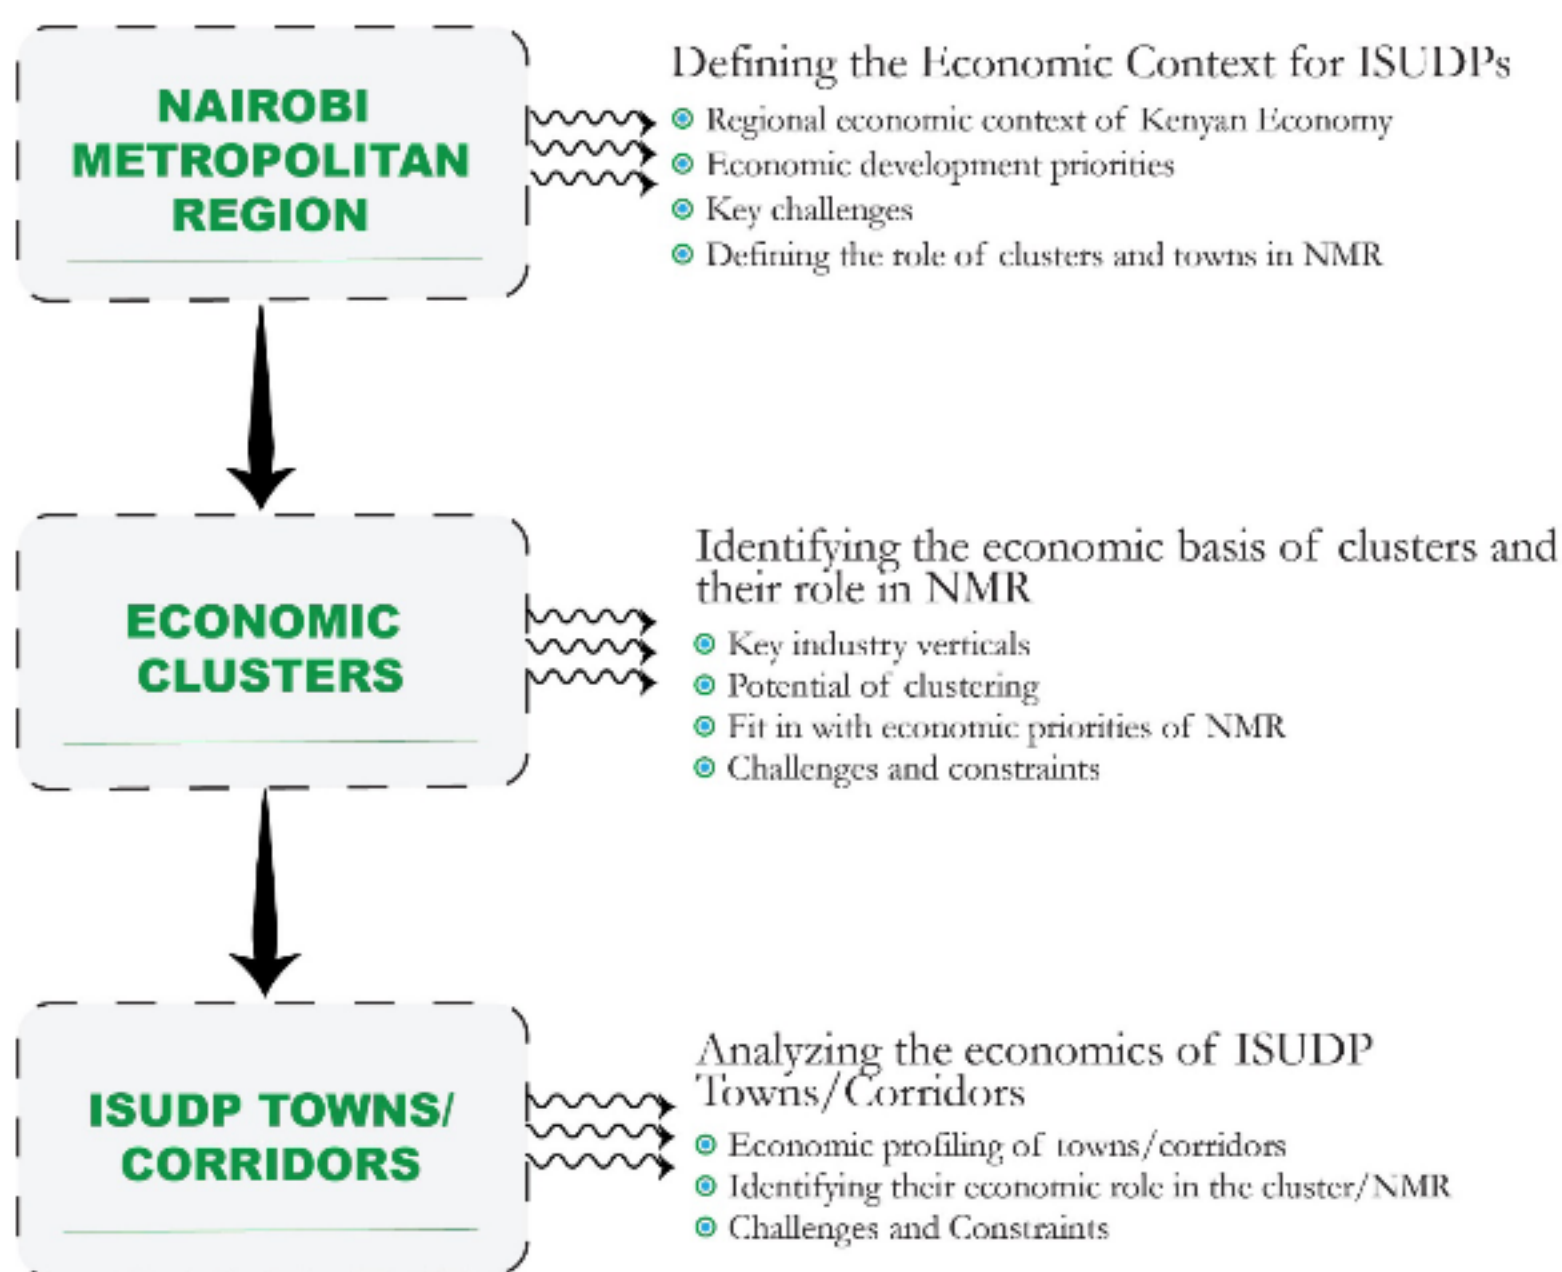 NAIROBI
METROPOLITAN
REGION
Defining the Economic Context for ISUDPs
Regional economic context of Kenyan Economy
Economic development priorities
Key challenges
Defining the role of clusters and towns in NMR
ECONOMIC
CLUSTERS
Identifying the economic basis of clusters and
their role in NMR
Key industry verticals
Potential of clustering
Fit in with economic priorities of NMR
Challenges and constraints
ISUDP TOWNS/
CORRIDORS
Analyzing the economics of ISUDP
Towns/Corridors
Economic profiling of towns/corridors
Identifying their economic role in the cluster/NMR
Challenges and Constraints